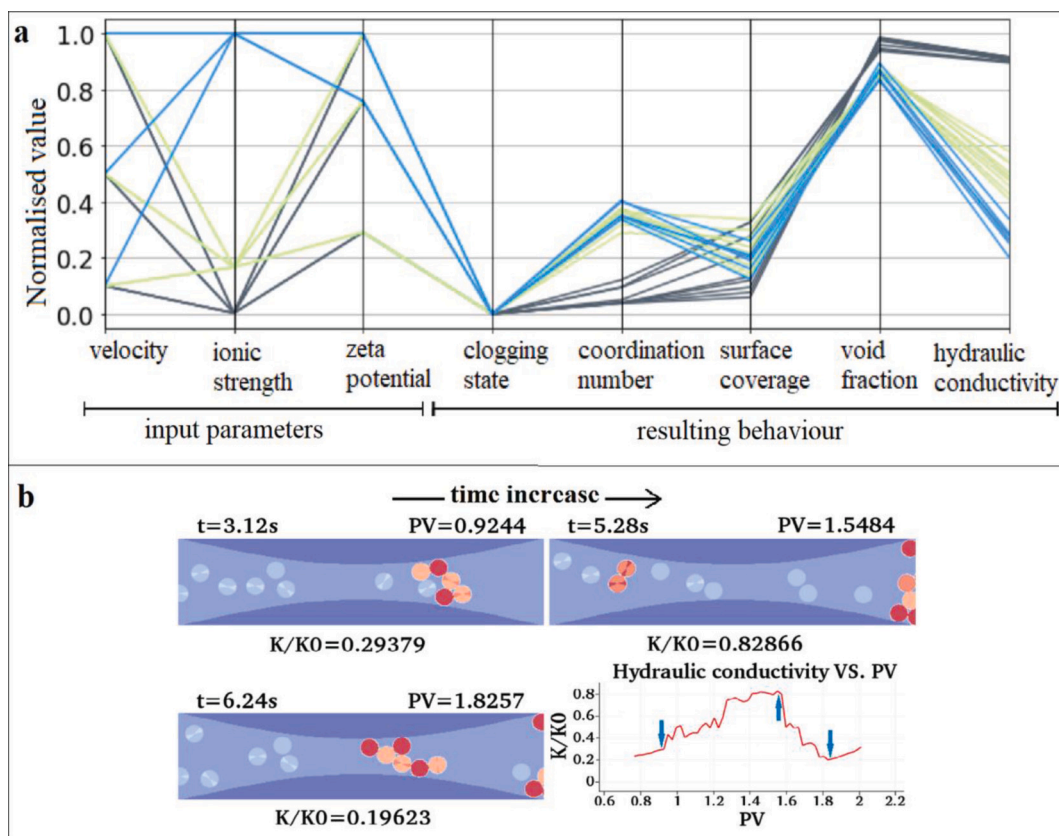 a
Normalised value
1.0
0.8
0.6
0.4
0.2
0.0
velocity
ionic
strength
zeta
potential
clogging
state
coordination
number
surface
coverage
void
fraction
hydraulic
conductivity
input parameters
resulting behaviour
b
time increase
t=3.12s
PV=0.9244
t=5.28s
PV=1.5484
K/K0=0.29379
K/K0=0.82866
t=6.24s
PV=1.8257
K/K0=0.19623
Hydraulic conductivity VS. PV
K/K0
0.8
0.6
0.4
0.2
0.0
0.6 0.8 1 1.2 1.4 1.6 1.8 2 2.2
PV